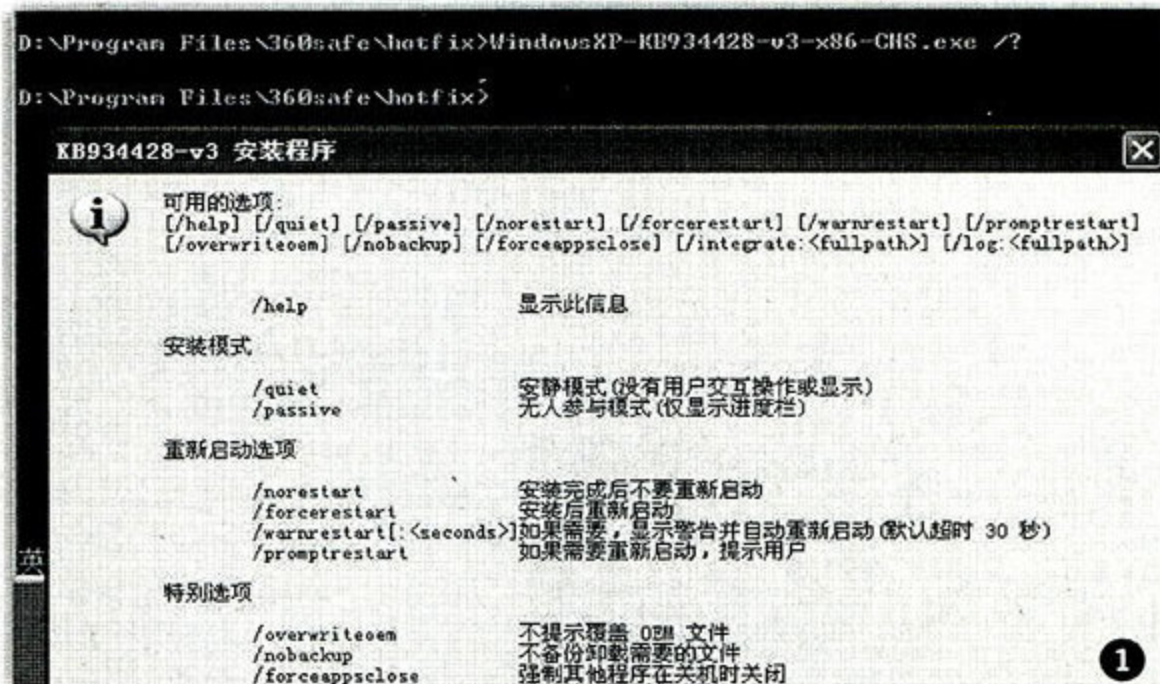 D:\Program Files\360safe\hotfix>WindowsXP-KB934428-v3-x86-CHS.exe /?
D:\Program Files\360safe\hotfix>
KB934428-v3 安装程序
可用的选项:
[/help] [/quiet] [/passive] [/norestart] [/forcerestart] [/warnrestart] [/promptrestart]
[/overwriteoem] [/nobackup] [/forceappsclose] [/integrate:<fullpath>] [/log:<fullpath>]
/help 显示此信息
安装模式
/quiet 安静模式(没有用户交互操作或显示)
/passive 无人参与模式(仅显示进度栏)
重新启动选项
/norestart 安装完成后不要重新启动
/forcerestart 安装后重新启动
/warnrestart[:<seconds>]如果需要，显示警告并自动重新启动(默认超时 30 秒)
/promptrestart 如果需要重新启动，提示用户
英
特别选项
/overwriteoem 不提示覆盖 OEM 文件
/nobackup 不备份卸载需要的文件
/forceappsclose 强制其他程序在关机时关闭
1